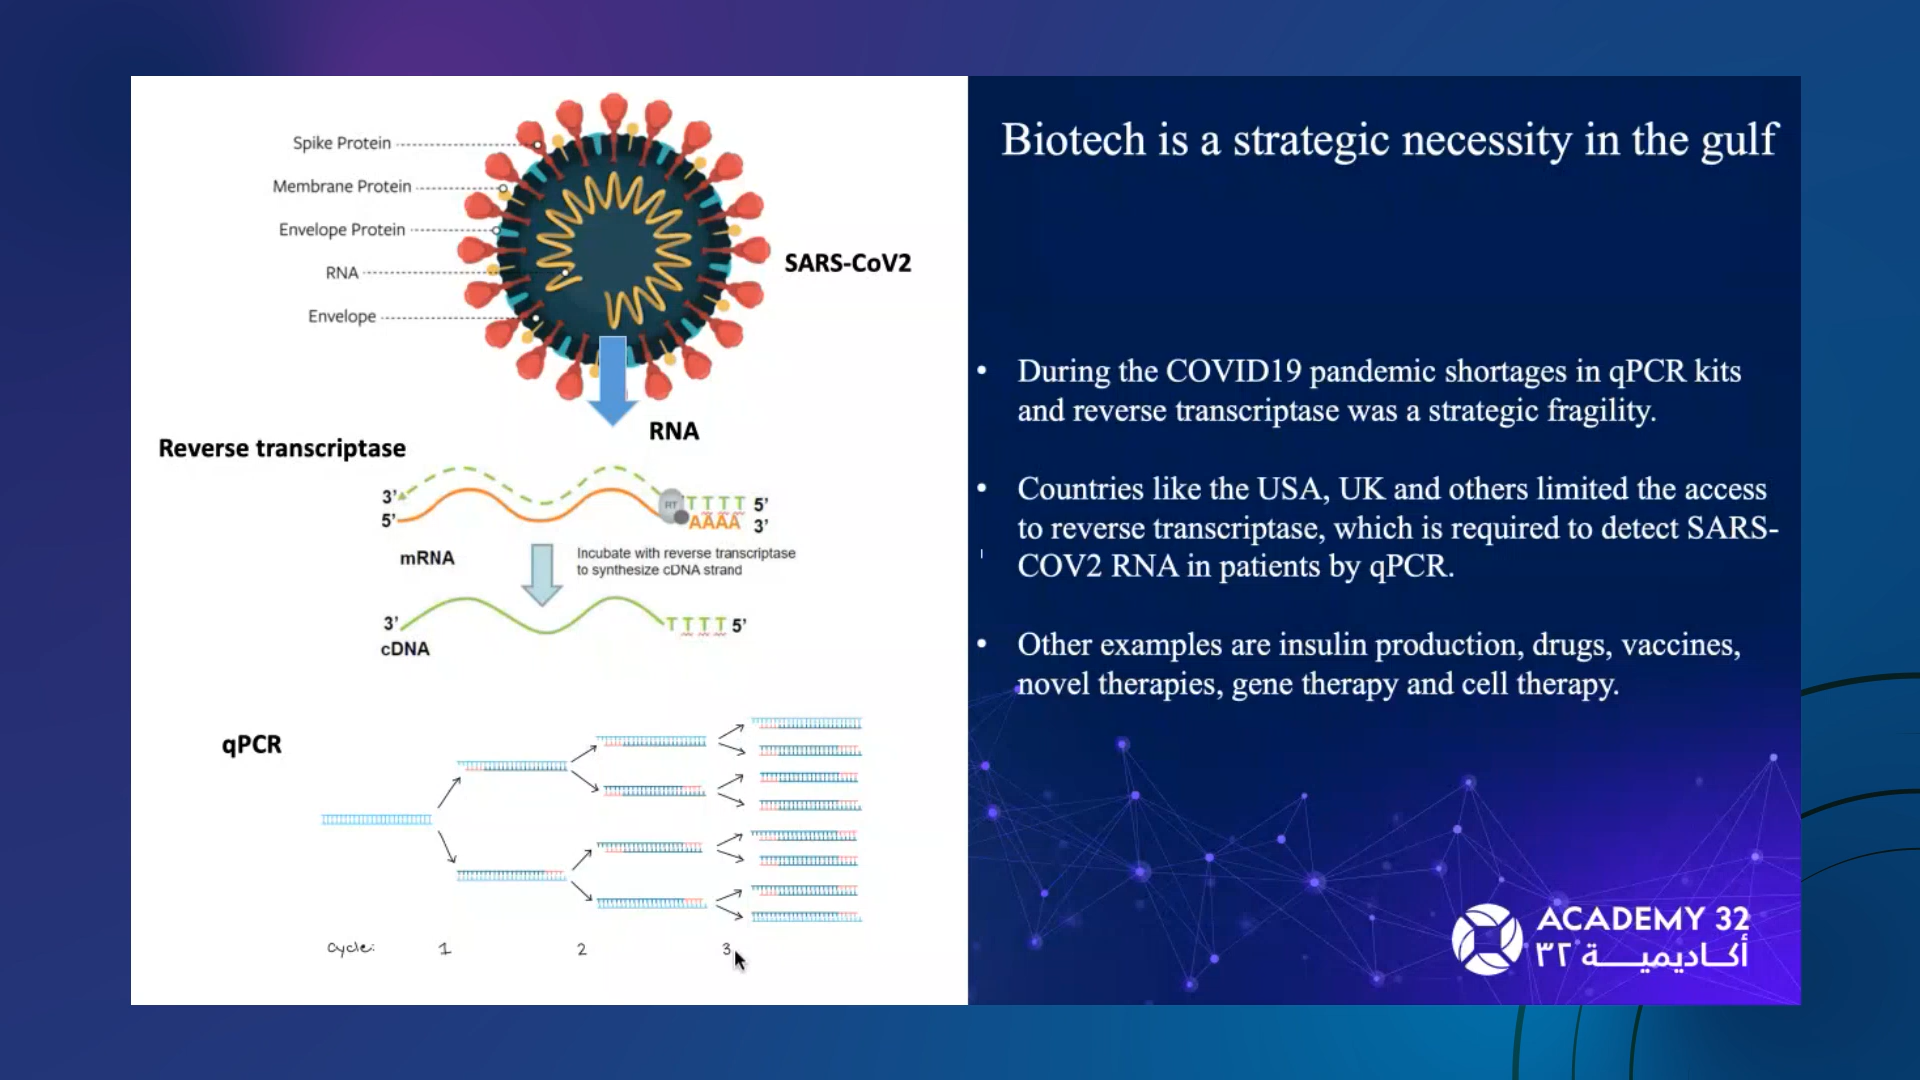 Spike Protein
Membrane Protein
Envelope Protein
RNA
Envelope
SARS-CoV2
RNA
Reverse transcriptase
3’
5’
RT
TTTT 5’
AAAA 3’
mRNA
Incubate with reverse transcriptase
to synthesize cDNA strand
3’
TTTT 5’
cDNA
qPCR
cycle: 1 2 3
Biotech is a strategic necessity in the gulf
• During the COVID19 pandemic shortages in qPCR kits
and reverse transcriptase was a strategic fragility.
• Countries like the USA, UK and others limited the access
to reverse transcriptase, which is required to detect SARS-
COV2 RNA in patients by qPCR.
• Other examples are insulin production, drugs, vaccines,
novel therapies, gene therapy and cell therapy.
ACADEMY 32
أكاديميـــــة ٣٢